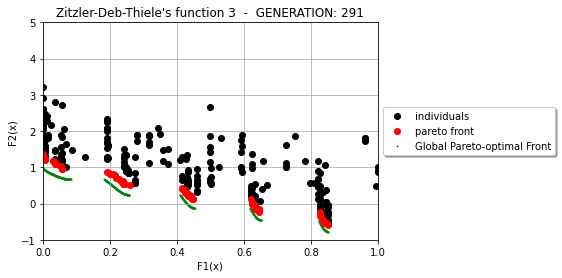 Zitzler-Deb-Thiele's function 3 - GENERATION: 291
5
4
3
2
1
0
−1
F2(x)
0.0 0.2 0.4 0.6 0.8 1.0
F1(x)
individuals
pareto front
Global Pareto-optimal Front